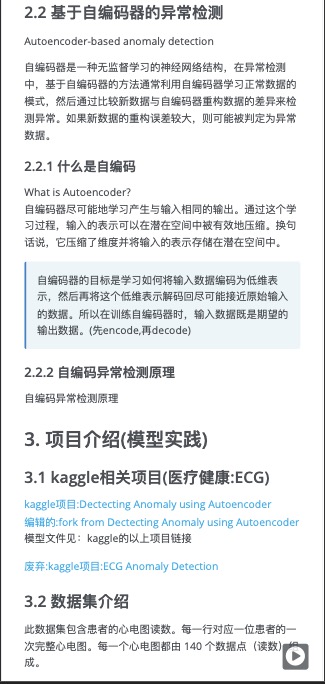 2.2 基于自编码器的异常检测
Autoencoder-based anomaly detection
自编码器是一种无监督学习的神经网络结构，在异常检测
中，基于自编码器的方法通常利用自编码器学习正常数据的
模式，然后通过比较新数据与自编码器重构数据的差异来检
测异常。如果新数据的重构误差较大，则可能被判定为异常
数据。
2.2.1 什么是自编码
What is Autoencoder?
自编码器尽可能地学习产生与输入相同的输出。通过这个学
习过程，输入的表示可以在潜在空间中被有效地压缩。换句
话说，它压缩了维度并将输入的表示存储在潜在空间中。
自编码器的目标是学习如何将输入数据编码为低维表
示，然后再将这个低维表示解码回尽可能接近原始输入
的数据。所以在训练自编码器时，输入数据既是期望的
输出数据。(先encode,再decode)
2.2.2 自编码异常检测原理
自编码异常检测原理
3. 项目介绍(模型实践)
3.1 kaggle相关项目(医疗健康:ECG)
kaggle项目:Dectecting Anomaly using Autoencoder
编辑的:fork from Dectecting Anomaly using Autoencoder
模型文件见：kaggle的以上项目链接
废弃:kaggle项目:ECG Anomaly Detection
3.2 数据集介绍
此数据集包含患者的心电图读数。每一行对应一位患者的一
次完整心电图。每一个心电图都由 140 个数据点（读数）组
成。